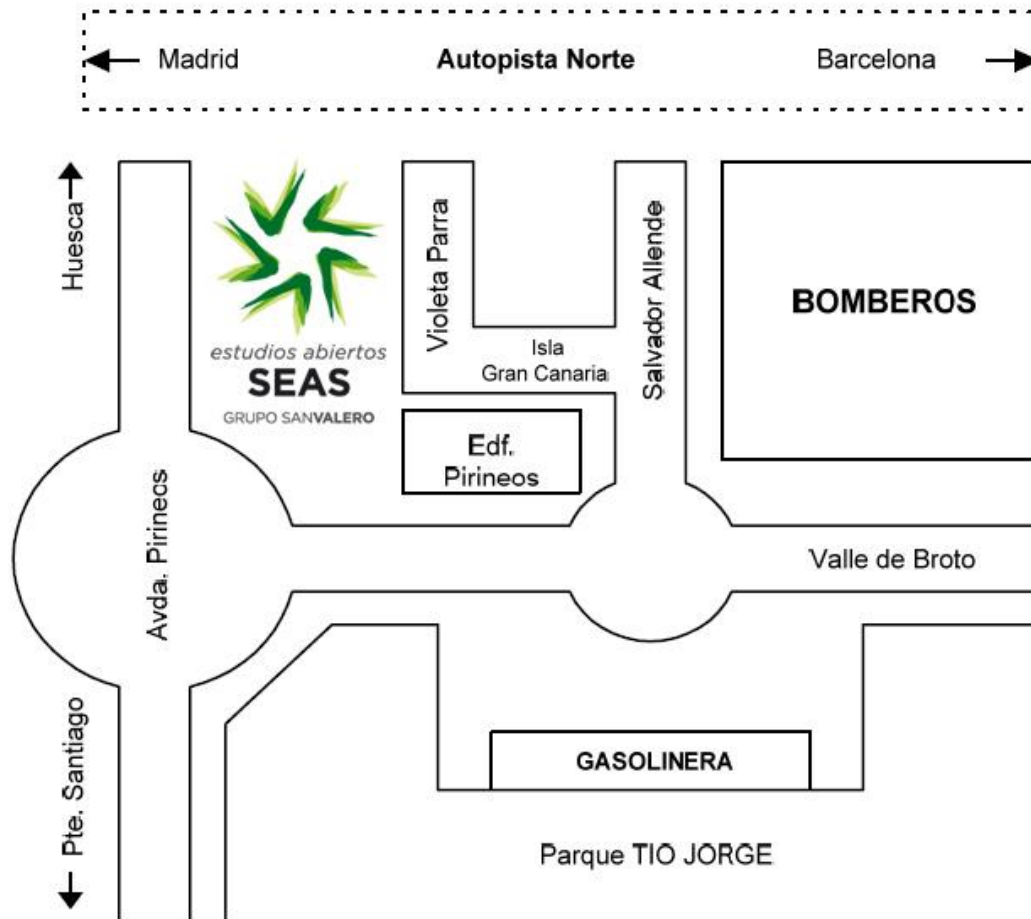 Madrid
Autopista Norte
Barcelona
Huesca
Violeta Parra
Salvador Allende
BOMBEROS
Isla
Gran Canaria
estudios abiertos
SEAS
GRUPO SANVALERO
Edf.
Pirineos
Avda. Pirineos
Valle de Broto
Pte. Santiago
GASOLINERA
Parque TIO JORGE